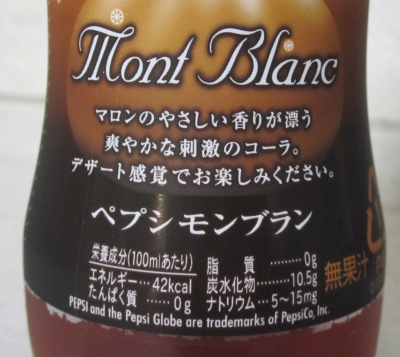 Mont Blanc
マロンのやさしい香りが漂う
爽やかな刺激のコーラ。
デザート感覚でお楽しみください。
ペプシモンブラン
栄養成分(100mlあたり)
エネルギー…42kcal
たんぱく質………0g
脂　質………0g
炭水化物………10.5g
ナトリウム…5〜15mg
無果汁
PEPSI and the Pepsi Globe are trademarks of PepsiCo, Inc.